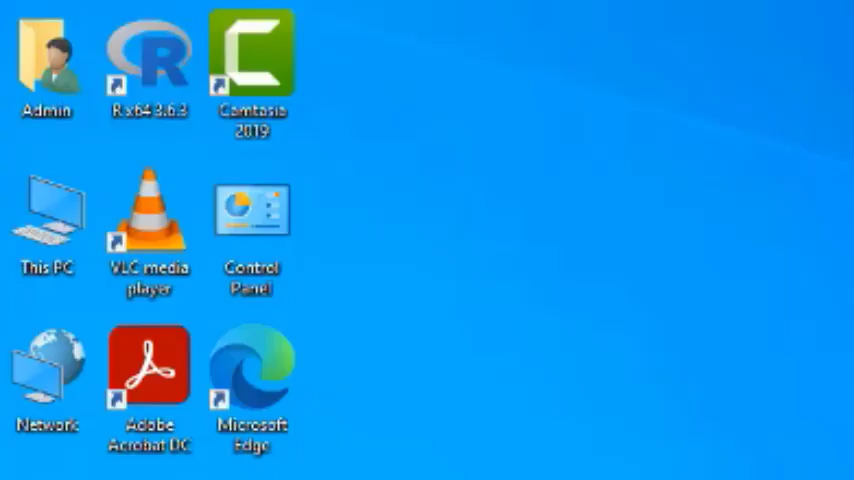 Admin
R x64 3.6.3
Camtasia
2019
This PC
VLC media
player
Control
Panel
Network
Adobe
Acrobat DC
Microsoft
Edge